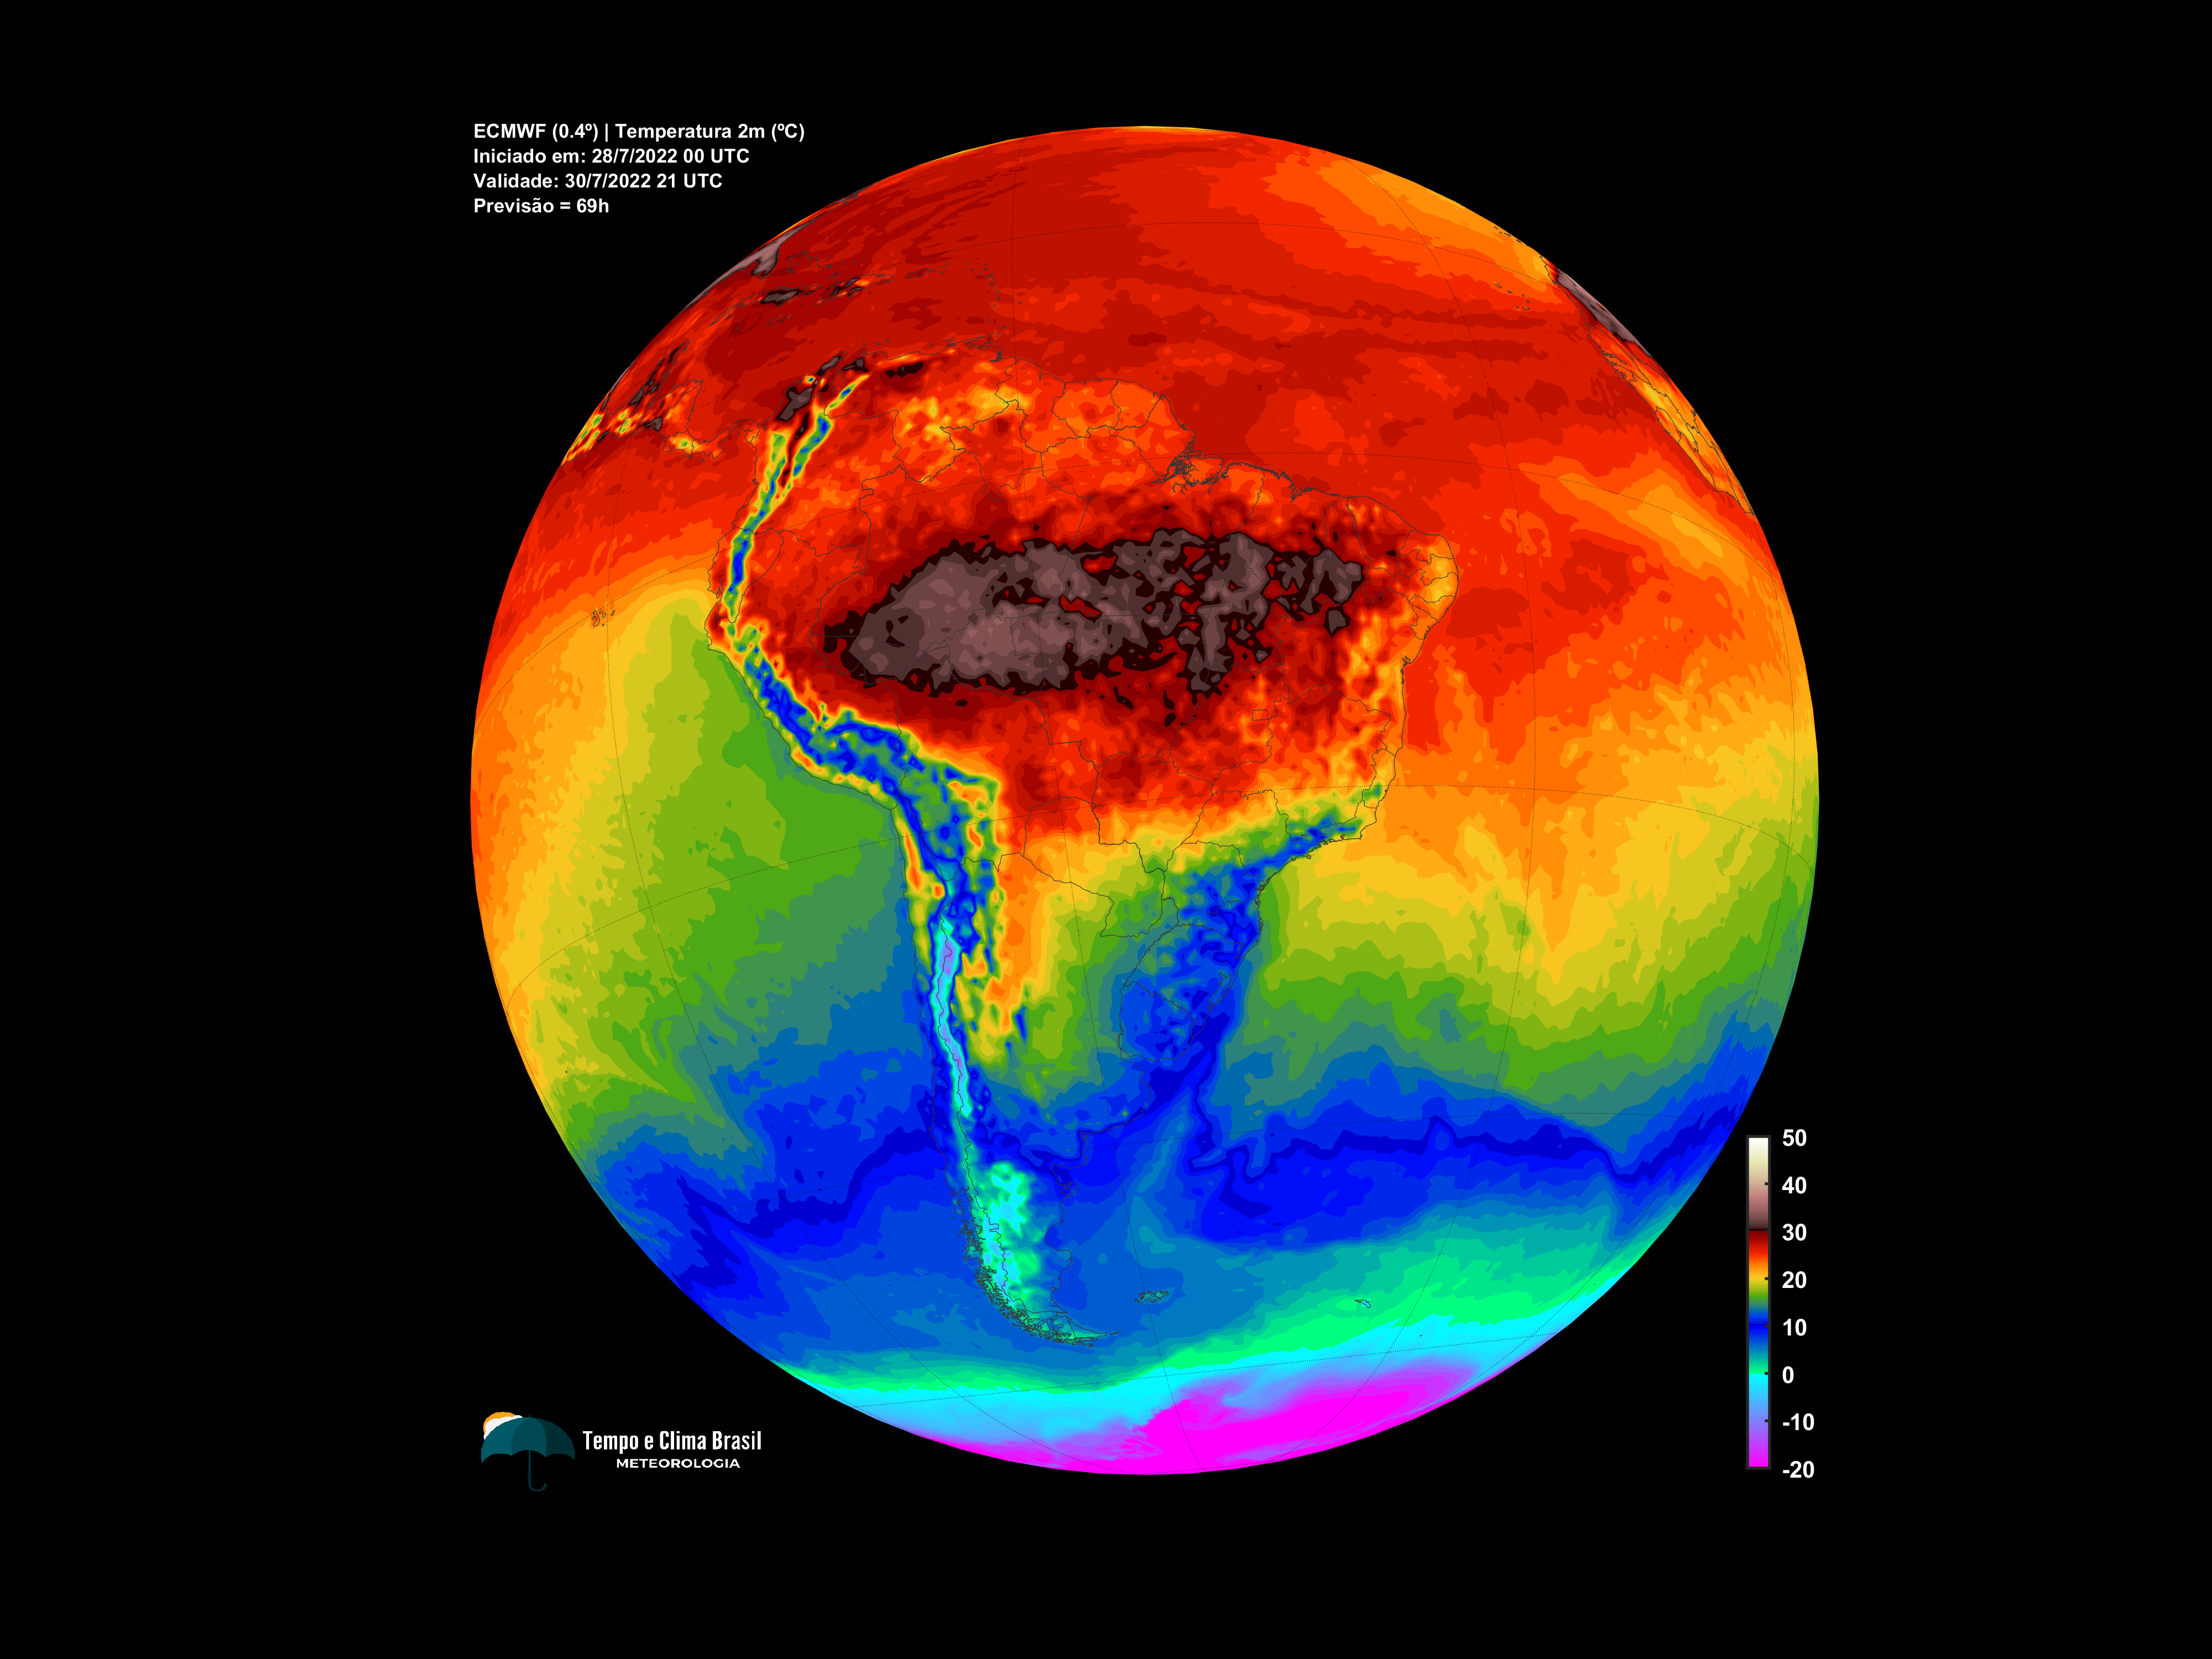 ECMWF (0.4º) | Temperatura 2m (ºC)
Iniciado em: 28/7/2022 00 UTC
Validade: 30/7/2022 21 UTC
Previsão = 69h
50
40
30
20
10
0
-10
-20
Tempo e Clima Brasil
METEOROLOGIA